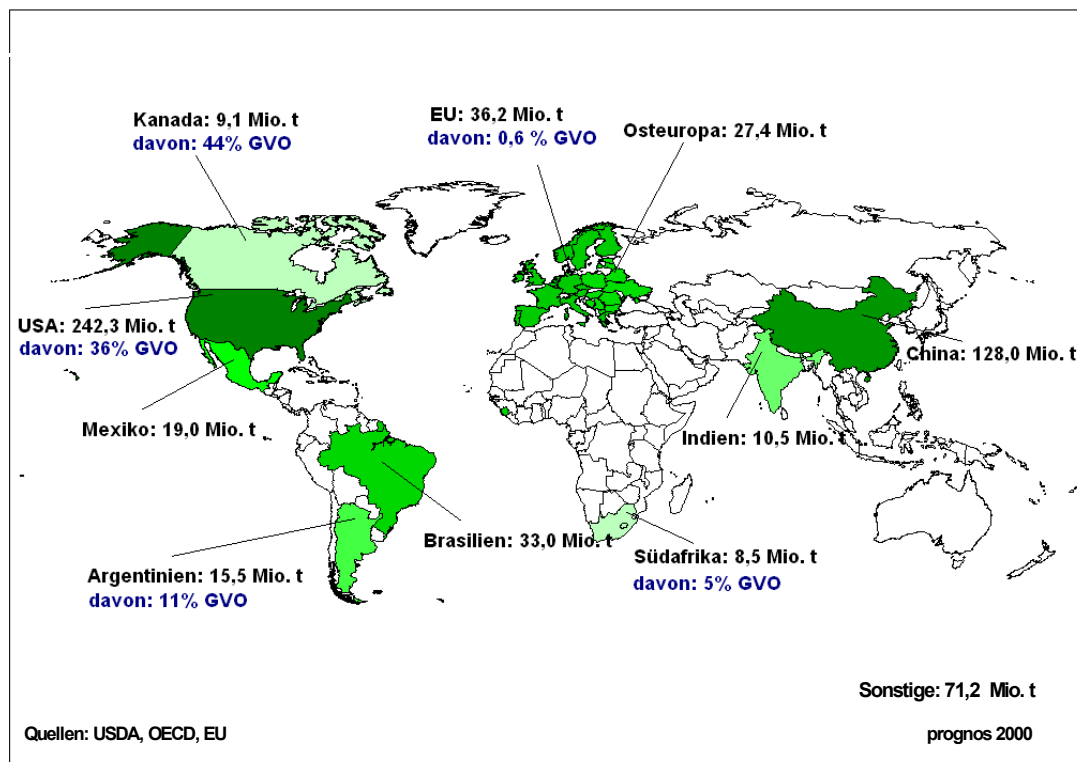 Kanada: 9,1 Mio. t
davon: 44% GVO
EU: 36,2 Mio. t
davon: 0,6 % GVO
Osteuropa: 27,4 Mio. t
USA: 242,3 Mio. t
davon: 36% GVO
China: 128,0 Mio. t
Mexiko: 19,0 Mio. t
Indien: 10,5 Mio. t
Brasilien: 33,0 Mio. t
Südafrika: 8,5 Mio. t
davon: 5% GVO
Argentinien: 15,5 Mio. t
davon: 11% GVO
Sonstige: 71,2 Mio. t
Quellen: USDA, OECD, EU
prognos 2000